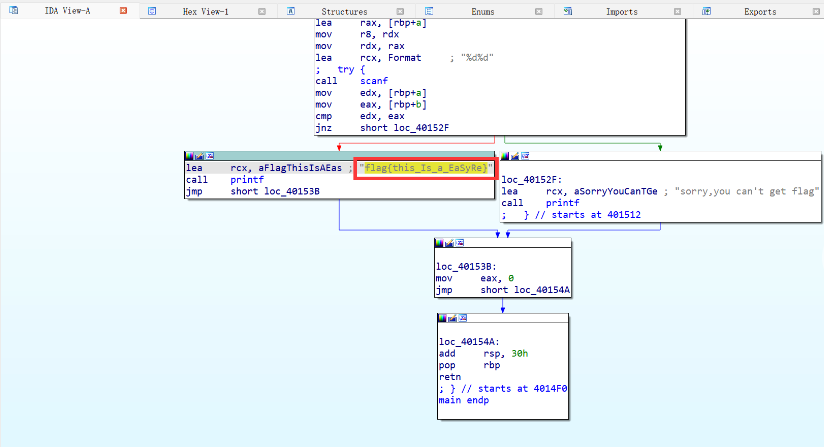 IDA View-A
Hex View-1
Structures
Enums
Imports
Exports
lea rax, [rbp+a]
mov r8, rdx
mov rdx, rax
lea rcx, Format ; "%d%d"
; try {
call scanf
mov edx, [rbp+a]
mov eax, [rbp+b]
cmp edx, eax
jnz short loc_40152F
lea rcx, aFlagThisIsAEas ; "flag{this_Is_a_EaSyRe}"
call printf
jmp short loc_40153B
loc_40152F:
lea rcx, aSorryYouCanTGe ; "sorry,you can't get flag"
call printf
; } // starts at 401512
loc_40153B:
mov eax, 0
jmp short loc_40154A
loc_40154A:
add rsp, 30h
pop rbp
retn
; } // starts at 4014F0
main endp